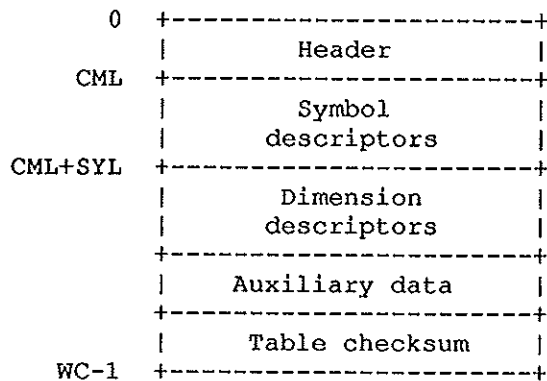 0 +-----------------------+
| Header |
CML +-----------------------+
| Symbol |
| descriptors |
CML+SYL +-----------------------+
| Dimension |
| descriptors |
+-----------------------+
| Auxiliary data |
+-----------------------+
| Table checksum |
WC-1 +-----------------------+